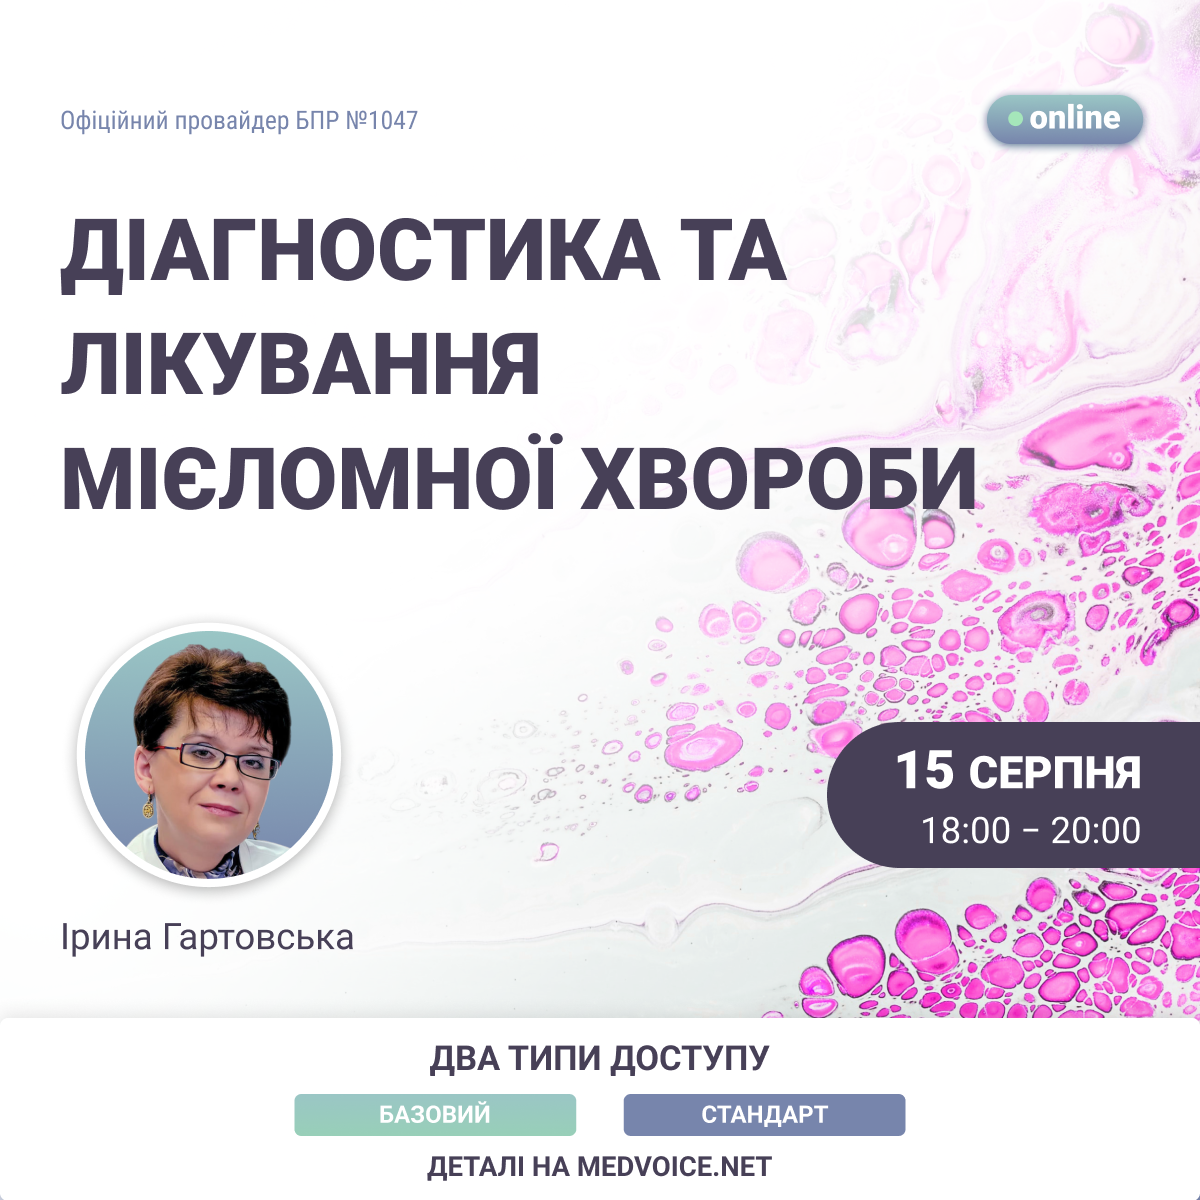 Офіційний провайдер БПР №1047
online
ДІАГНОСТИКА ТА
ЛІКУВАННЯ
МІЄЛОМНОЇ ХВОРОБИ
15 СЕРПНЯ
18:00 – 20:00
Ірина Гартовська
ДВА ТИПИ ДОСТУПУ
БАЗОВИЙ
СТАНДАРТ
ДЕТАЛІ НА MEDVOICE.NET